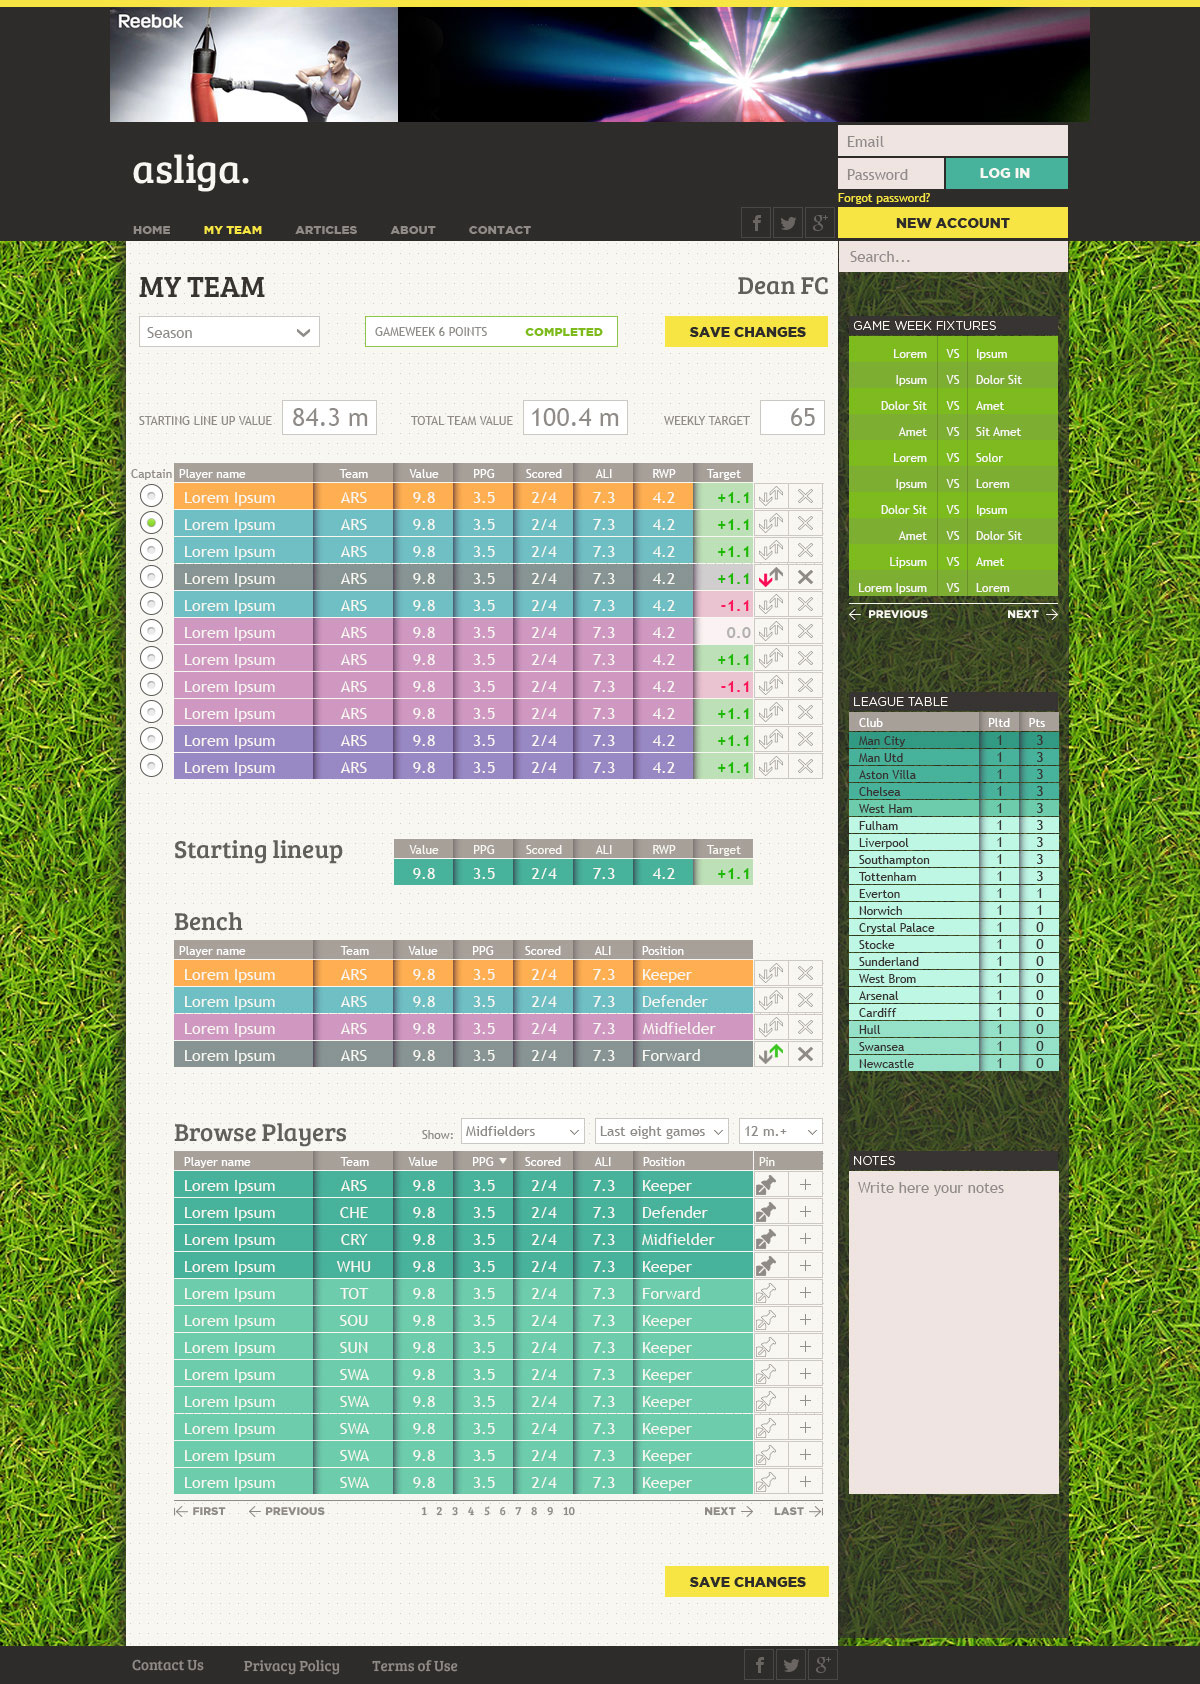 Reebok
asliga.
Email
Password
LOG IN
Forgot password?
NEW ACCOUNT
HOME MY TEAM ARTICLES ABOUT CONTACT
f g+
Search...
MY TEAM
Dean FC
Season
GAMEWEEK 6 POINTS COMPLETED
SAVE CHANGES
STARTING LINE UP VALUE 84.3 m TOTAL TEAM VALUE 100.4 m WEEKLY TARGET 65
Captain Player name Team Value PPG Scored ALI RWP Target
Lorem Ipsum ARS 9.8 3.5 2/4 7.3 4.2 +1.1
Lorem Ipsum ARS 9.8 3.5 2/4 7.3 4.2 +1.1
Lorem Ipsum ARS 9.8 3.5 2/4 7.3 4.2 +1.1
Lorem Ipsum ARS 9.8 3.5 2/4 7.3 4.2 +1.1
Lorem Ipsum ARS 9.8 3.5 2/4 7.3 4.2 -1.1
Lorem Ipsum ARS 9.8 3.5 2/4 7.3 4.2 0.0
Lorem Ipsum ARS 9.8 3.5 2/4 7.3 4.2 +1.1
Lorem Ipsum ARS 9.8 3.5 2/4 7.3 4.2 -1.1
Lorem Ipsum ARS 9.8 3.5 2/4 7.3 4.2 +1.1
Lorem Ipsum ARS 9.8 3.5 2/4 7.3 4.2 +1.1
Lorem Ipsum ARS 9.8 3.5 2/4 7.3 4.2 +1.1
Starting lineup
Value PPG Scored ALI RWP Target
9.8 3.5 2/4 7.3 4.2 +1.1
Bench
Player name Team Value PPG Scored ALI Position
Lorem Ipsum ARS 9.8 3.5 2/4 7.3 Keeper
Lorem Ipsum ARS 9.8 3.5 2/4 7.3 Defender
Lorem Ipsum ARS 9.8 3.5 2/4 7.3 Midfielder
Lorem Ipsum ARS 9.8 3.5 2/4 7.3 Forward
Browse Players Show: Midfielders Last eight games 12 m.+
Player name Team Value PPG Scored ALI Position Pin
Lorem Ipsum ARS 9.8 3.5 2/4 7.3 Keeper
Lorem Ipsum CHE 9.8 3.5 2/4 7.3 Defender
Lorem Ipsum CRY 9.8 3.5 2/4 7.3 Midfielder
Lorem Ipsum WHU 9.8 3.5 2/4 7.3 Keeper
Lorem Ipsum TOT 9.8 3.5 2/4 7.3 Forward
Lorem Ipsum SOU 9.8 3.5 2/4 7.3 Keeper
Lorem Ipsum SUN 9.8 3.5 2/4 7.3 Keeper
Lorem Ipsum SWA 9.8 3.5 2/4 7.3 Keeper
Lorem Ipsum SWA 9.8 3.5 2/4 7.3 Keeper
Lorem Ipsum SWA 9.8 3.5 2/4 7.3 Keeper
Lorem Ipsum SWA 9.8 3.5 2/4 7.3 Keeper
Lorem Ipsum SWA 9.8 3.5 2/4 7.3 Keeper
FIRST PREVIOUS 1 2 3 4 5 6 7 8 9 10 NEXT LAST
SAVE CHANGES
GAME WEEK FIXTURES
Lorem VS Ipsum
Ipsum VS Dolor Sit
Dolor Sit VS Amet
Amet VS Sit Amet
Lorem VS Solor
Ipsum VS Lorem
Dolor Sit VS Ipsum
Amet VS Dolor Sit
Lipsum VS Amet
Lorem Ipsum VS Lorem
PREVIOUS NEXT
LEAGUE TABLE
Club Pltd Pts
Man City 1 3
Man Utd 1 3
Aston Villa 1 3
Chelsea 1 3
West Ham 1 3
Fulham 1 3
Liverpool 1 3
Southampton 1 3
Tottenham 1 3
Everton 1 1
Norwich 1 1
Crystal Palace 1 0
Stocke 1 0
Sunderland 1 0
West Brom 1 0
Arsenal 1 0
Cardiff 1 0
Hull 1 0
Swansea 1 0
Newcastle 1 0
NOTES
Write here your notes
Contact Us Privacy Policy Terms of Use
f g+